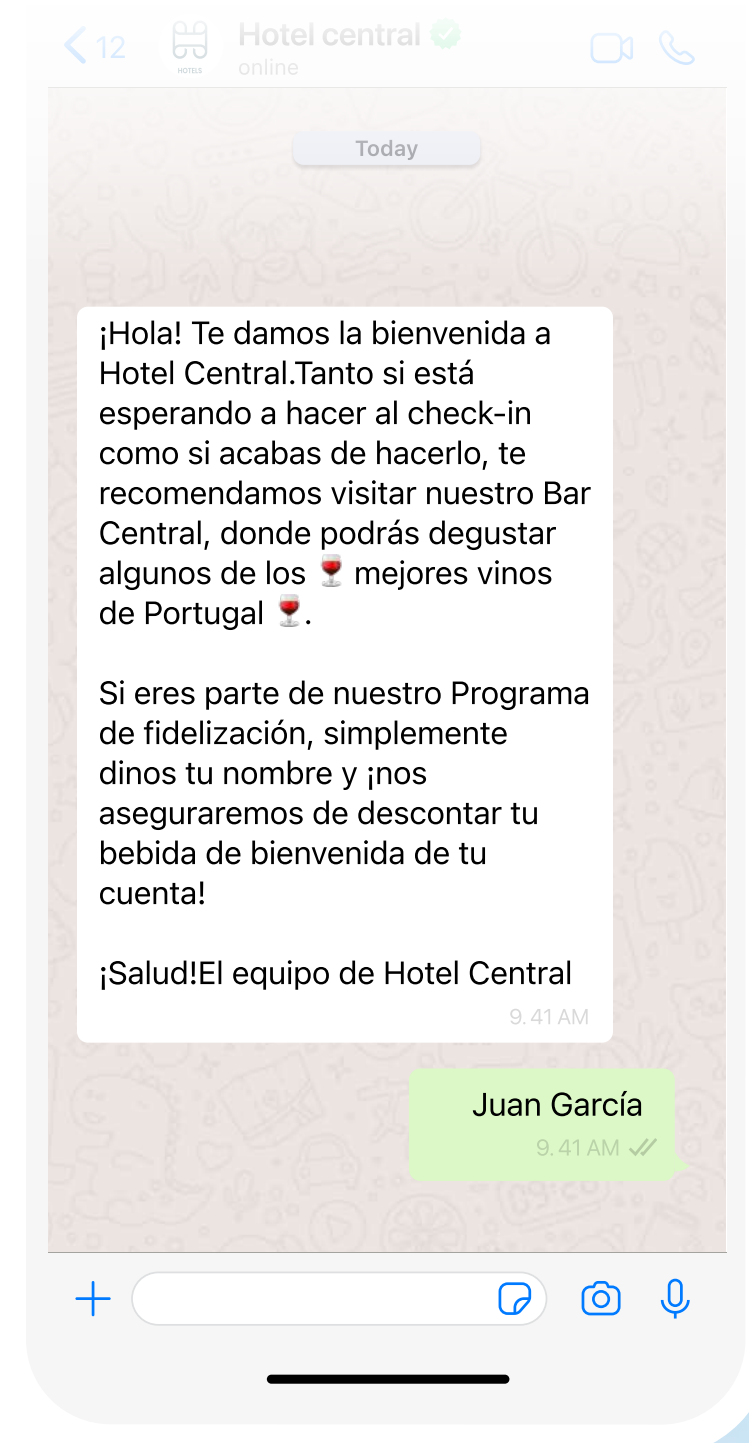 12
Hotel central
HOTELS
online
Today
¡Hola! Te damos la bienvenida a
Hotel Central.Tanto si está
esperando a hacer al check-in
como si acabas de hacerlo, te
recomendamos visitar nuestro Bar
Central, donde podrás degustar
algunos de los 🍷 mejores vinos
de Portugal 🍷.
Si eres parte de nuestro Programa
de fidelización, simplemente
dinos tu nombre y ¡nos
aseguraremos de descontar tu
bebida de bienvenida de tu
cuenta!
¡Salud!El equipo de Hotel Central
9.41 AM
Juan García
9.41 AM